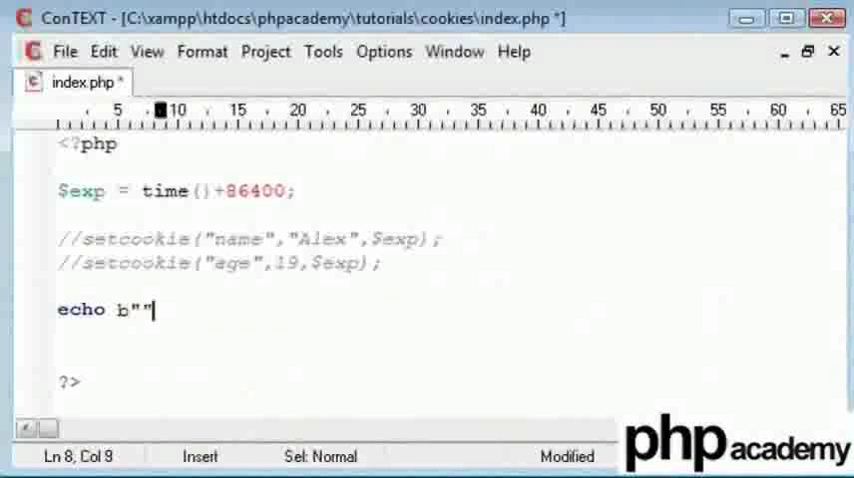 ConTEXT - [C:\xampp\htdocs\phpacademy\tutorials\cookies\index.php *]
File Edit View Format Project Tools Options Window Help
index.php *
5 10 15 20 25 30 35 40 45 50 55 60 65
<?php
$exp = time()+86400;
//setcookie("name","Alex",$exp);
//setcookie("age",19,$exp);
echo b""
?>
Ln 8, Col 9 Insert Sel: Normal Modified
php academy